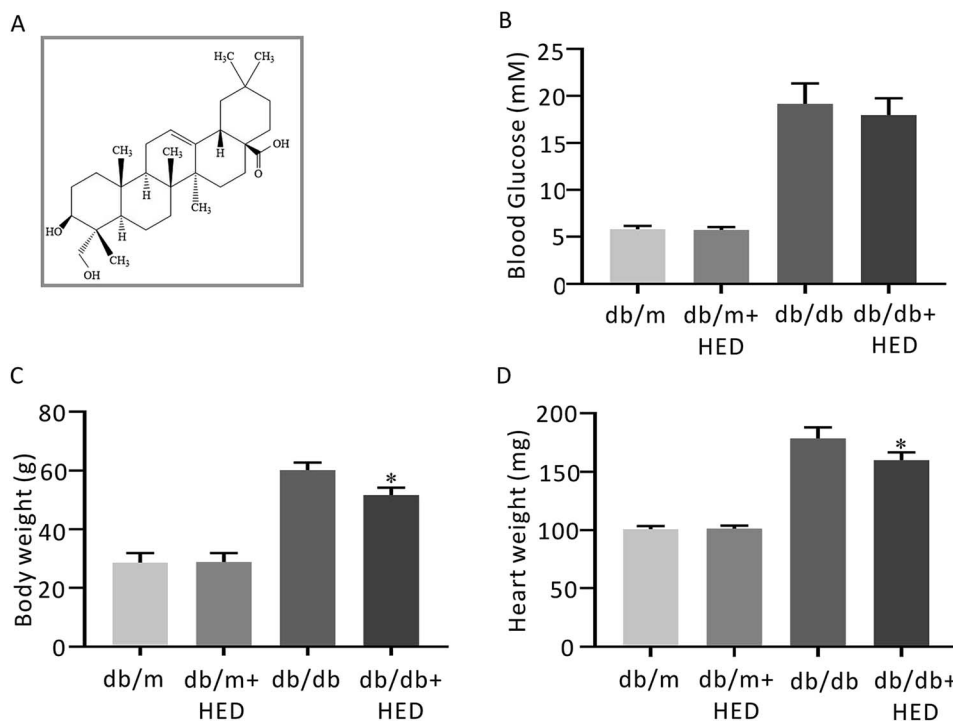 A
H₃C CH₃
CH₃ CH₃ H OH
O
H CH₃
HO H
CH₃
OH
B
Blood Glucose (mM)
25
20
15
10
5
0
db/m db/m+ db/db db/db+
HED HED
C
Body weight (g)
80
60
40
20
0
*
db/m db/m+ db/db db/db+
HED HED
D
Heart weight (mg)
200
150
100
50
0
*
db/m db/m+ db/db db/db+
HED HED